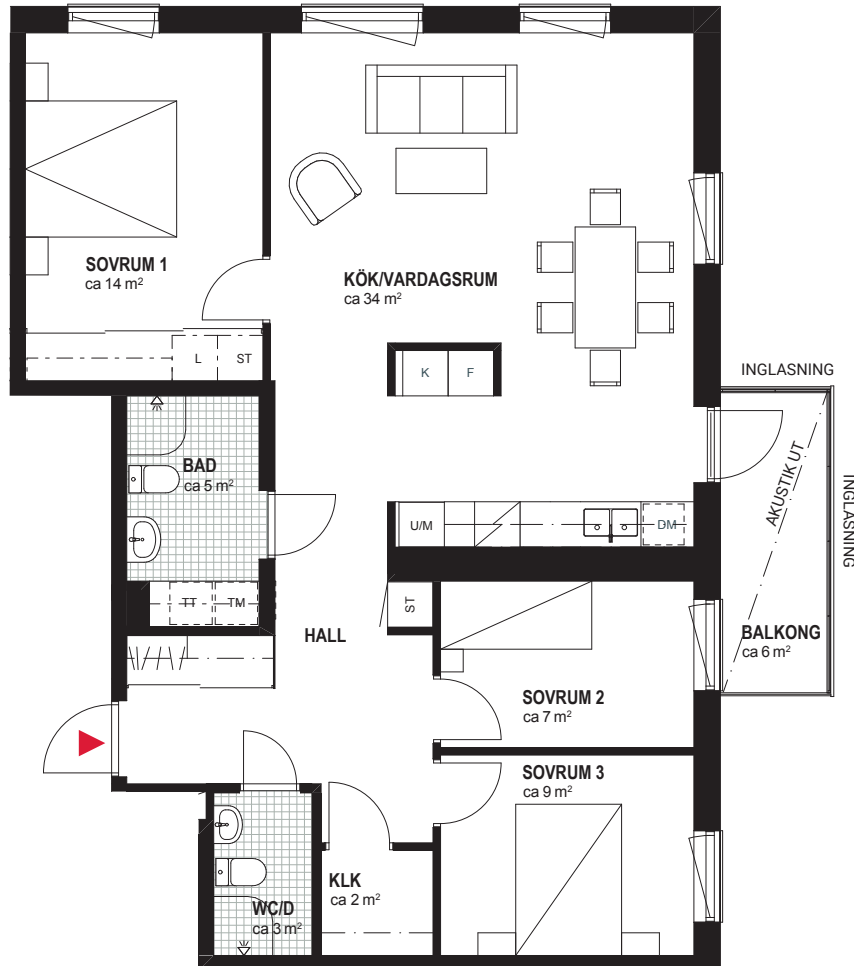 SOVRUM 1
ca 14 m²
KÖK/VARDAGSRUM
ca 34 m²
L
ST
K
F
INGLASNING
BAD
ca 5 m²
AKUSTIK UT
INGLASNING
U/M
DM
TT
TM
ST
HALL
BALKONG
ca 6 m²
SOVRUM 2
ca 7 m²
SOVRUM 3
ca 9 m²
KLK
ca 2 m²
WC/D
ca 3 m²